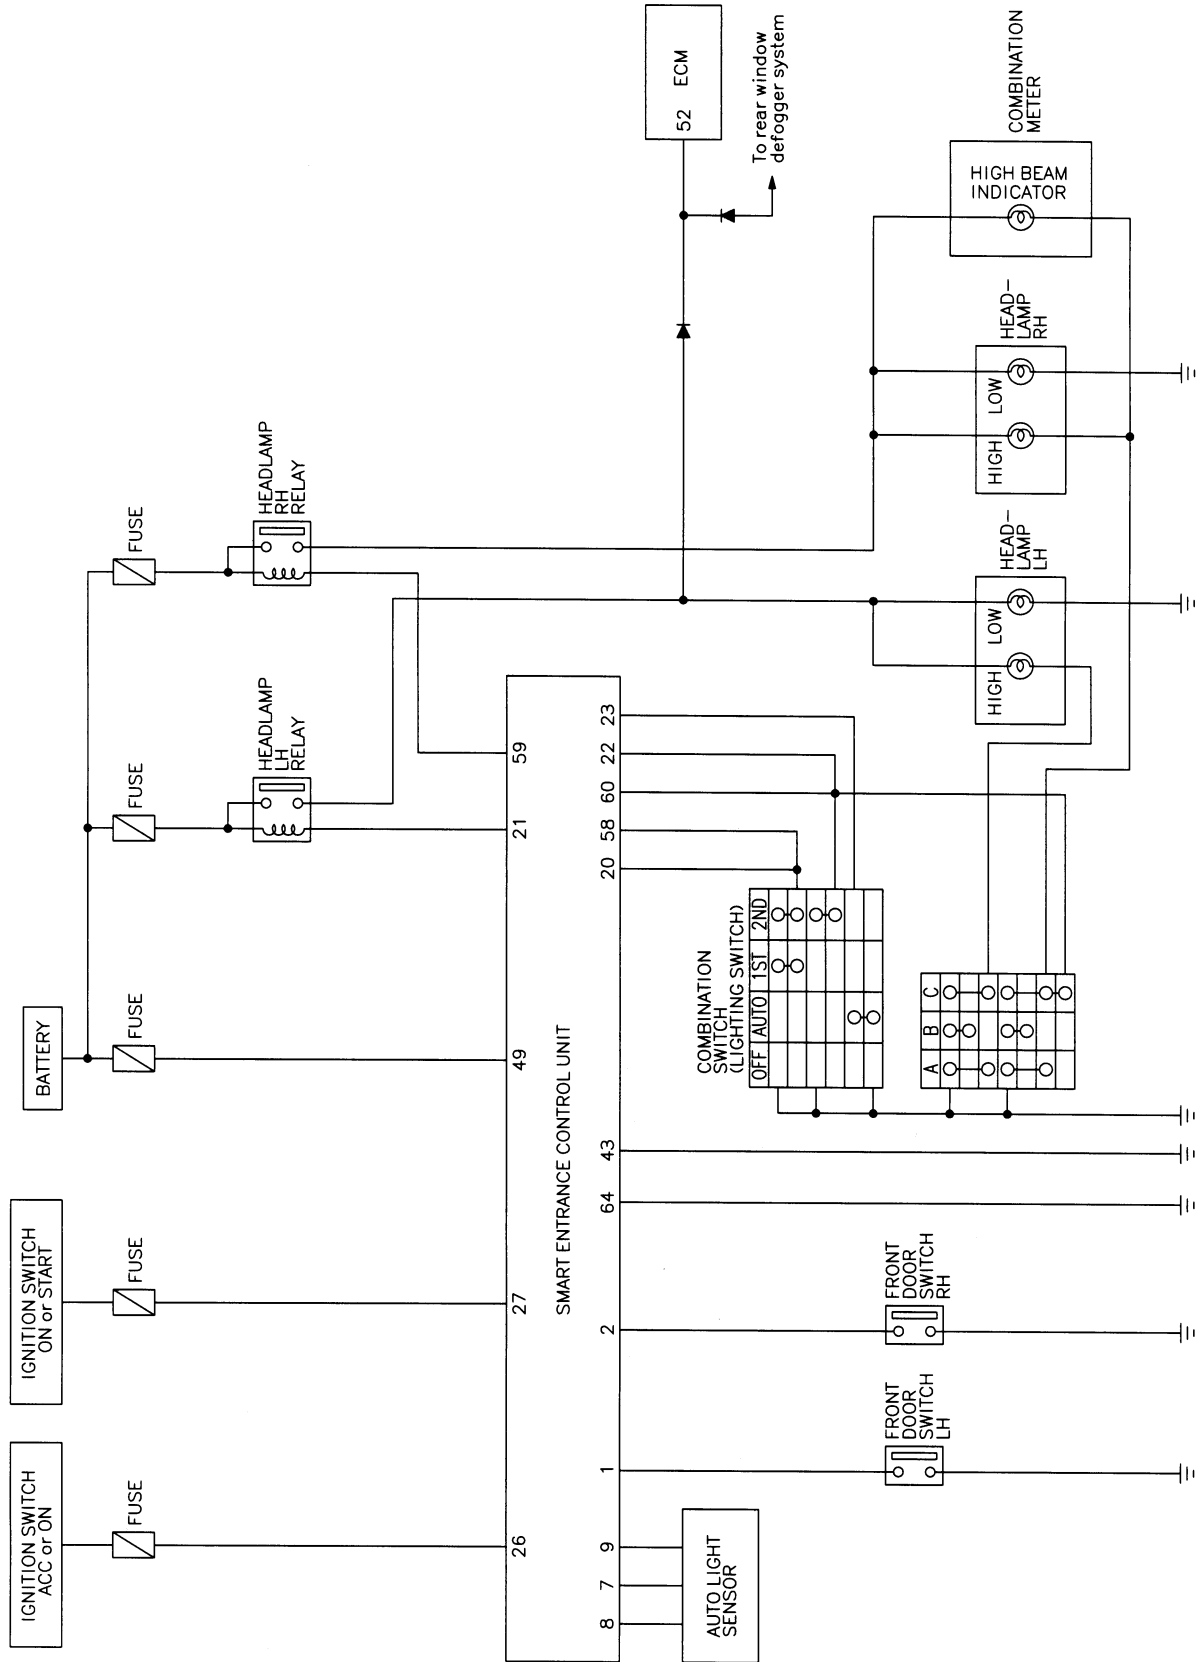 IGNITION SWITCH
ACC or ON
IGNITION SWITCH
ON or START
BATTERY
FUSE
FUSE
FUSE
FUSE
FUSE
HEADLAMP
LH
RELAY
HEADLAMP
RH
RELAY
26
27
49
21
59
SMART ENTRANCE CONTROL UNIT
8
7
9
1
2
64
43
20
58
60
22
23
AUTO LIGHT
SENSOR
FRONT
DOOR
SWITCH
LH
FRONT
DOOR
SWITCH
RH
COMBINATION
SWITCH
(LIGHTING SWITCH)
OFF
AUTO
1ST
2ND
A
B
C
52 ECM
To rear window
defogger system
HIGH
LOW
HEAD-
LAMP
LH
HIGH
LOW
HEAD-
LAMP
RH
HIGH BEAM
INDICATOR
COMBINATION
METER